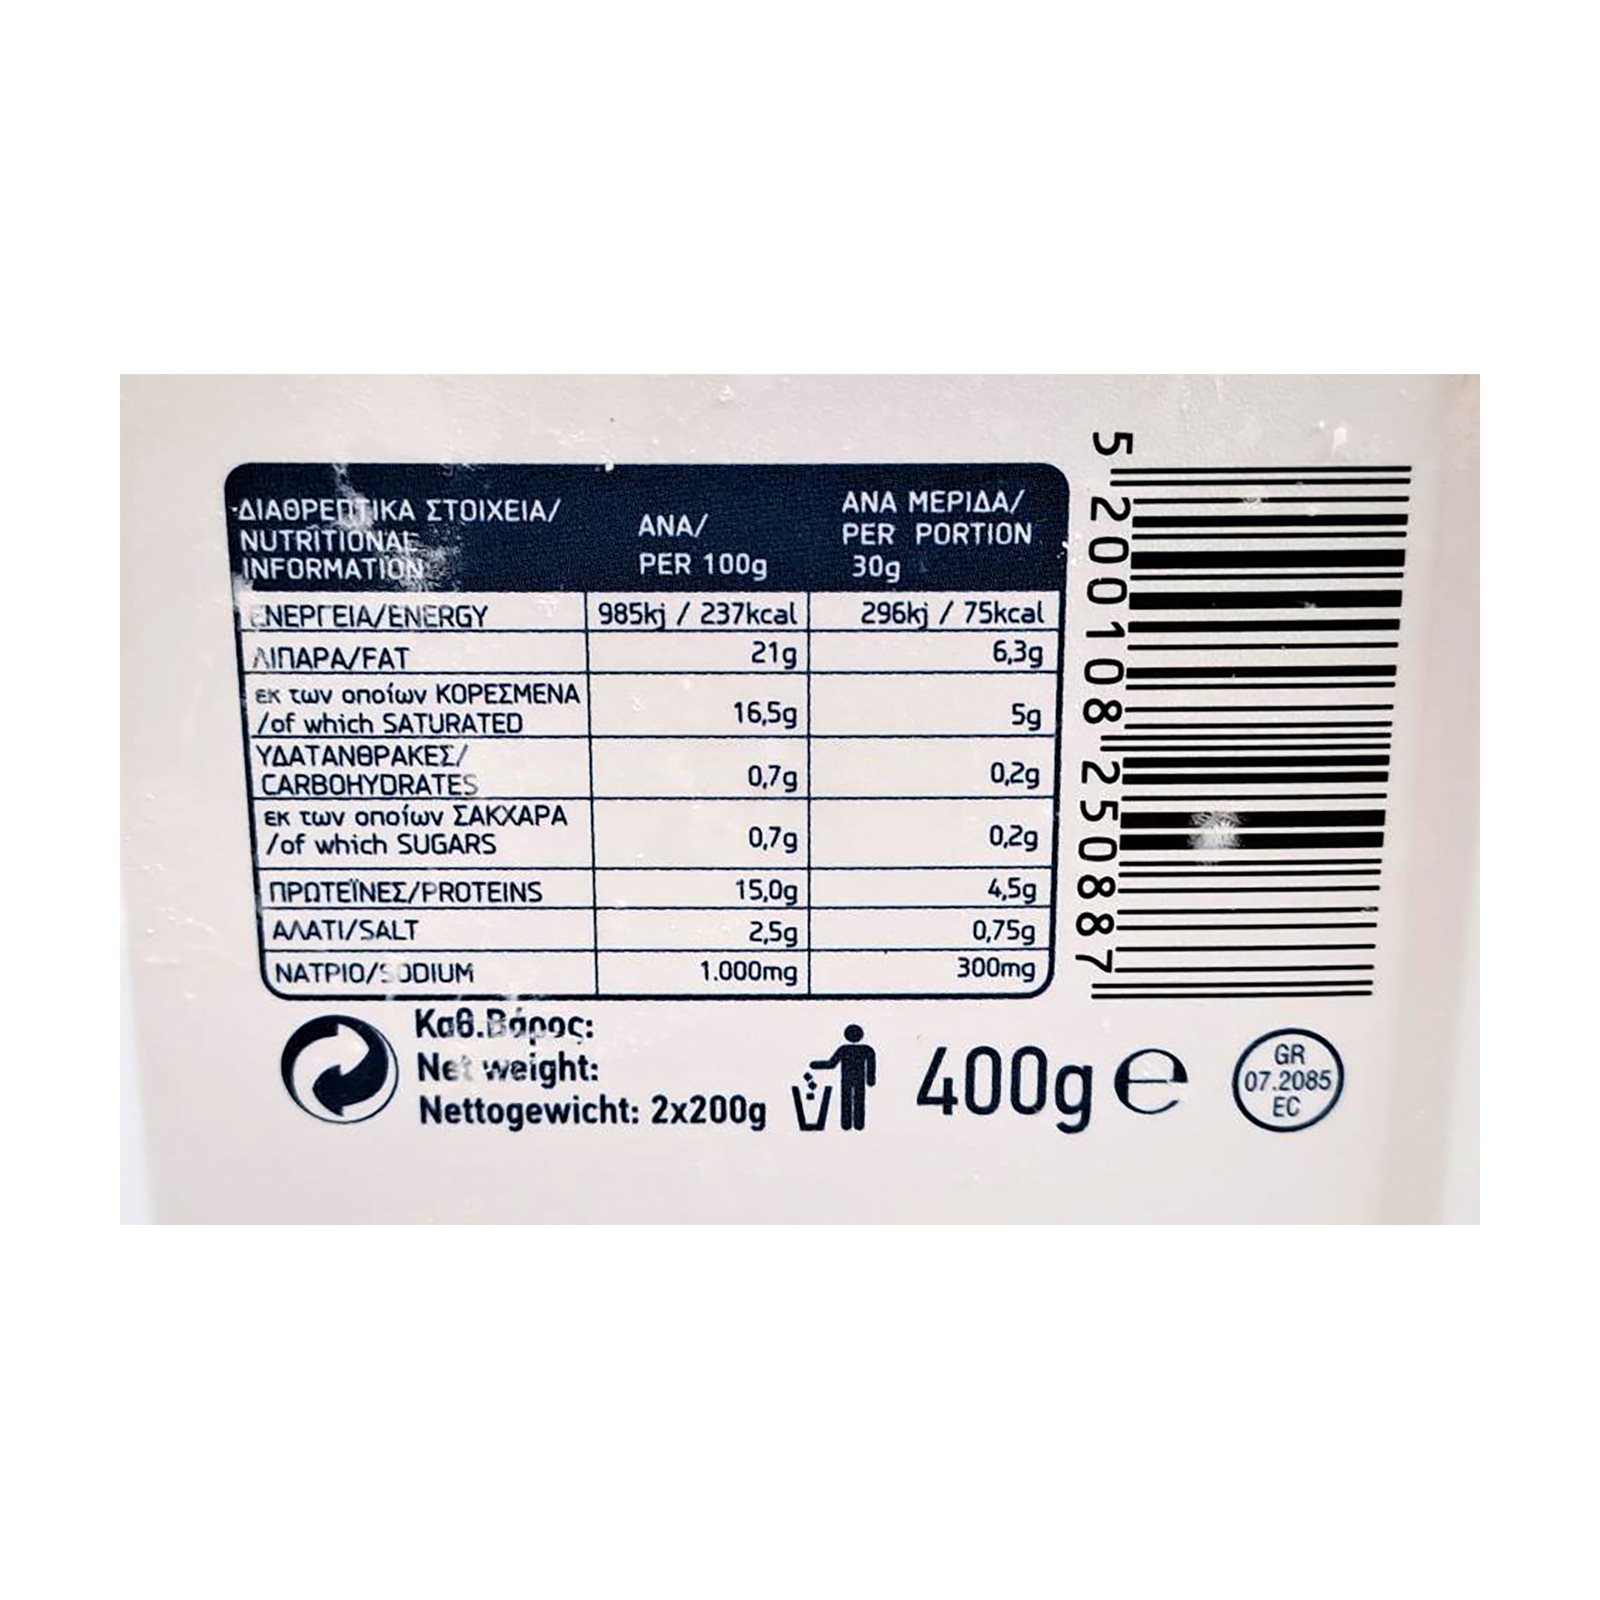 ΔΙΑΘΡΕΠΤΙΚΑ ΣΤΟΙΧΕΙΑ/
NUTRITIONAL
INFORMATION
ΑΝΑ/
PER 100g
ΑΝΑ ΜΕΡΙΔΑ/
PER PORTION
30g
ΕΝΕΡΓΕΙΑ/ENERGY 985kj / 237kcal 296kj / 75kcal
ΛΙΠΑΡΑ/FAT 21g 6,3g
εκ των οποίων ΚΟΡΕΣΜΕΝΑ
/of which SATURATED 16,5g 5g
ΥΔΑΤΑΝΘΡΑΚΕΣ/
CARBOHYDRATES 0,7g 0,2g
εκ των οποίων ΣΑΚΧΑΡΑ
/of which SUGARS 0,7g 0,2g
ΠΡΩΤΕΪΝΕΣ/PROTEINS 15,0g 4,5g
ΑΛΑΤΙ/SALT 2,5g 0,75g
ΝΑΤΡΙΟ/SODIUM 1.000mg 300mg
5 200108 250887
Καθ.Βάρος:
Net weight:
Nettogewicht: 2x200g
400g e
GR
07.2085
EC